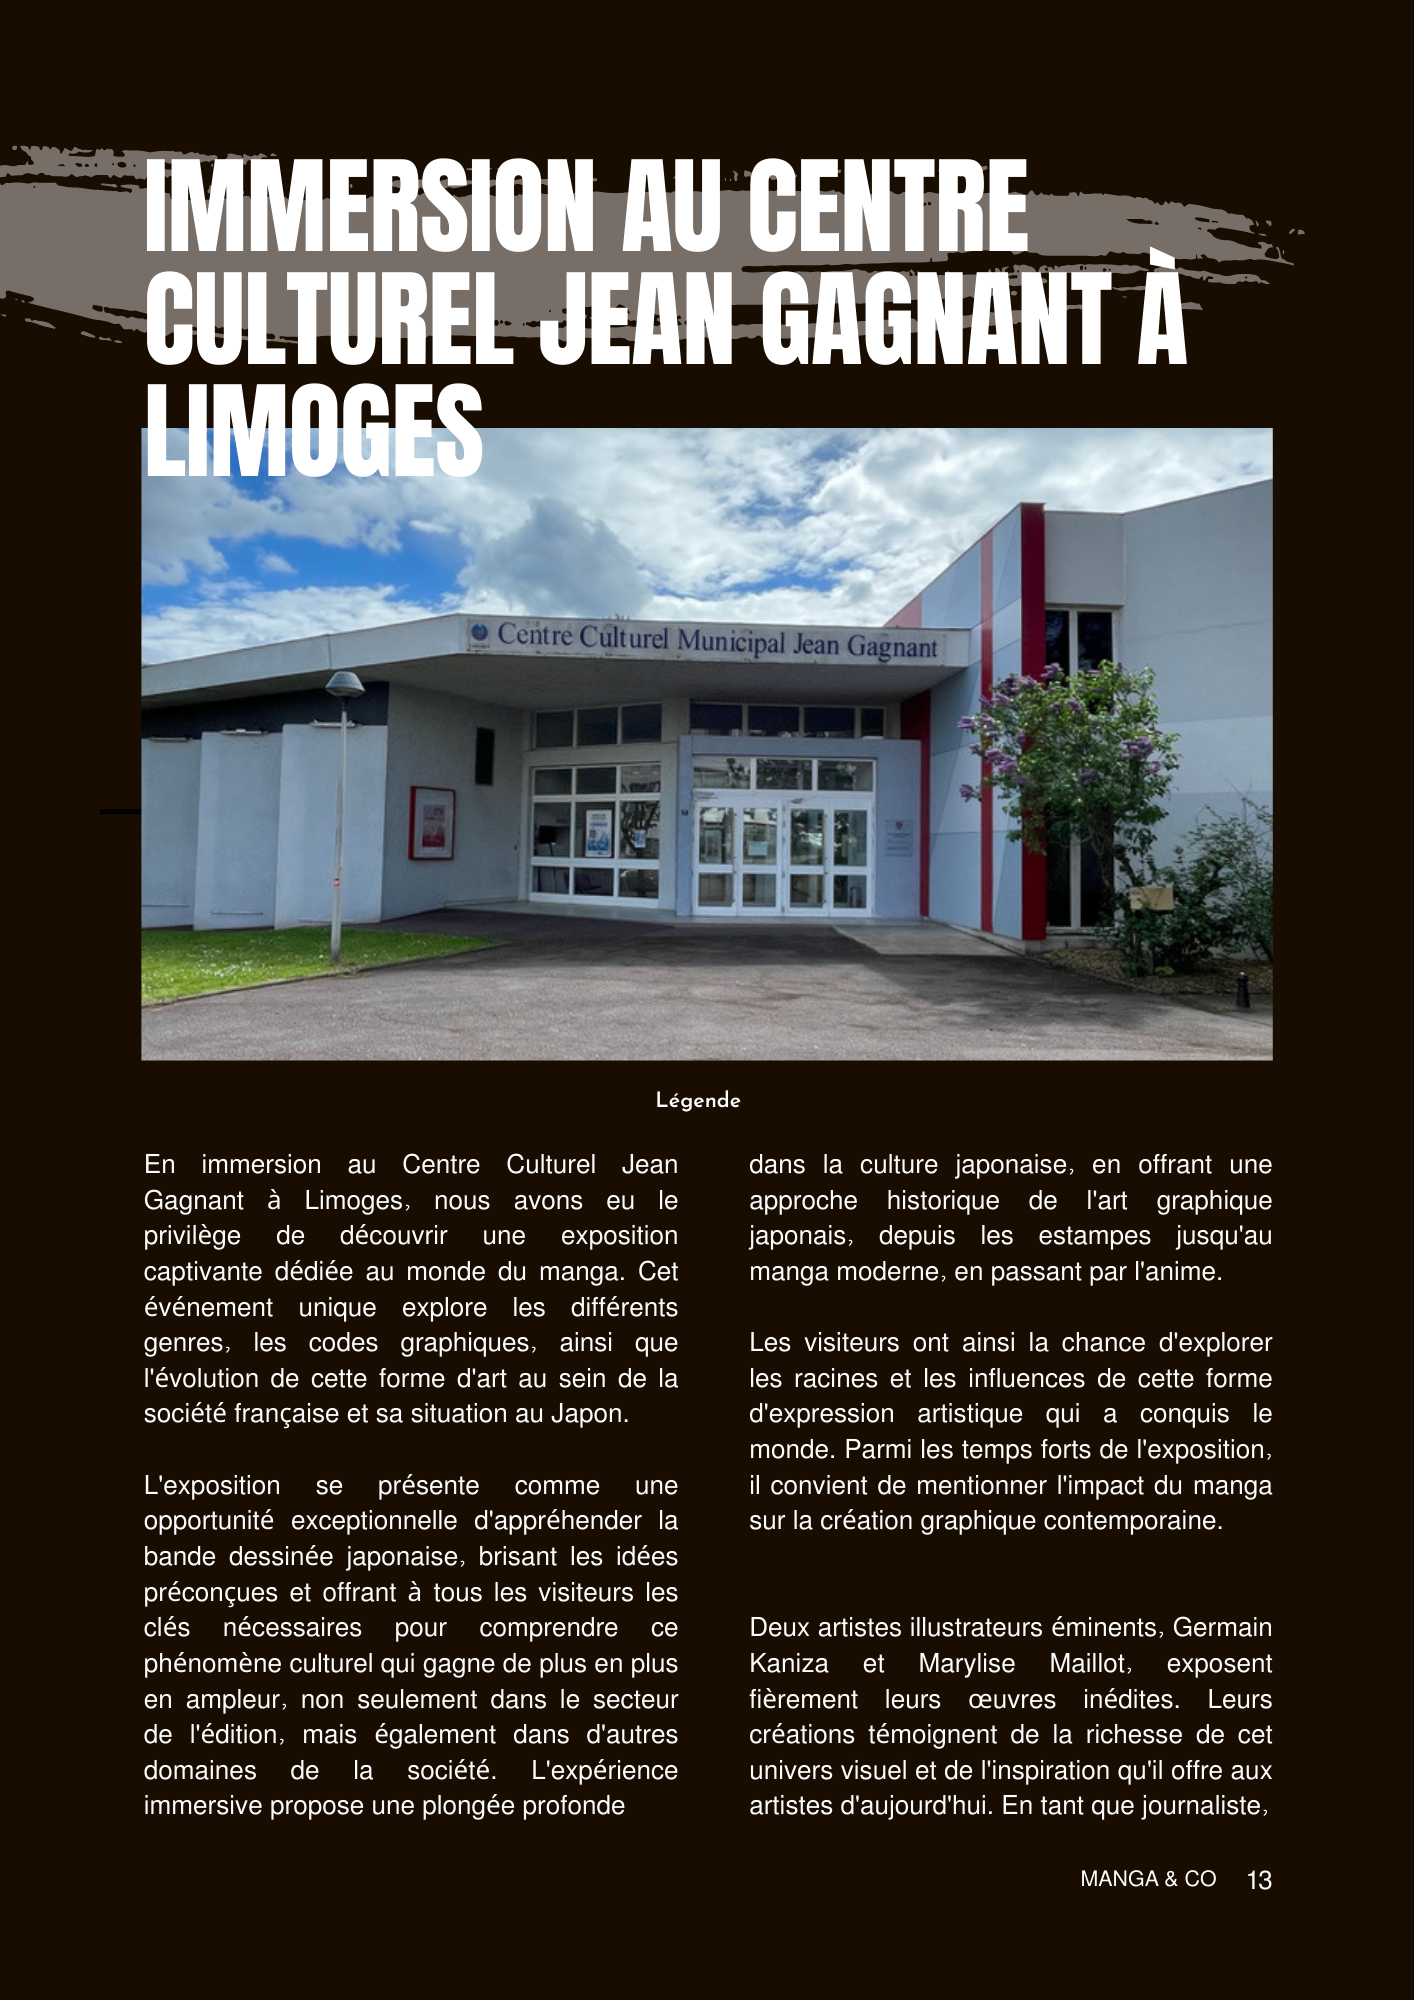 IMMERSION AU CENTRE
CULTUREL JEAN GAGNANT À
LIMOGES
Centre Culturel Municipal Jean Gagnant
Légende
En immersion au Centre Culturel Jean
Gagnant à Limoges, nous avons eu le
privilège de découvrir une exposition
captivante dédiée au monde du manga. Cet
événement unique explore les différents
genres, les codes graphiques, ainsi que
l'évolution de cette forme d'art au sein de la
société française et sa situation au Japon.
L'exposition se présente comme une
opportunité exceptionnelle d'appréhender la
bande dessinée japonaise, brisant les idées
préconçues et offrant à tous les visiteurs les
clés nécessaires pour comprendre ce
phénomène culturel qui gagne de plus en plus
en ampleur, non seulement dans le secteur
de l'édition, mais également dans d'autres
domaines de la société. L'expérience
immersive propose une plongée profonde
dans la culture japonaise, en offrant une
approche historique de l'art graphique
japonais, depuis les estampes jusqu'au
manga moderne, en passant par l'anime.
Les visiteurs ont ainsi la chance d'explorer
les racines et les influences de cette forme
d'expression artistique qui a conquis le
monde. Parmi les temps forts de l'exposition,
il convient de mentionner l'impact du manga
sur la création graphique contemporaine.
Deux artistes illustrateurs éminents, Germain
Kaniza et Marylise Maillot, exposent
fièrement leurs œuvres inédites. Leurs
créations témoignent de la richesse de cet
univers visuel et de l'inspiration qu'il offre aux
artistes d'aujourd'hui. En tant que journaliste,
MANGA & CO 13